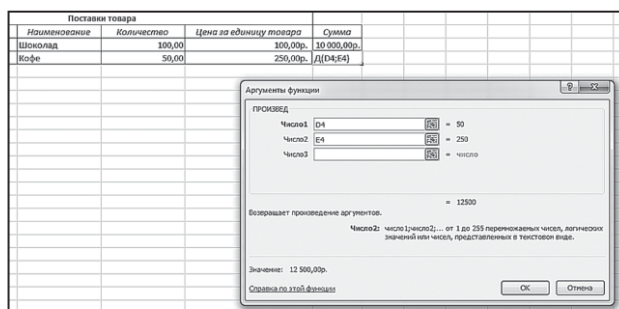 Поставки товара
Наименование Количество Цена за единицу товара Сумма
Шоколад 100,00 100,00р. 10 000,00р.
Кофе 50,00 250,00р. Д(D4;E4)
Аргументы функции
ПРОИЗВЕД
Число1 D4 = 50
Число2 E4 = 250
Число3 = число
= 12500
Возвращает произведение аргументов.
Число2: число1;число2;... от 1 до 255 перемножаемых чисел, логических
значений или чисел, представленных в текстовом виде.
Значение: 12 500,00р.
Справка по этой функции ОК Отмена